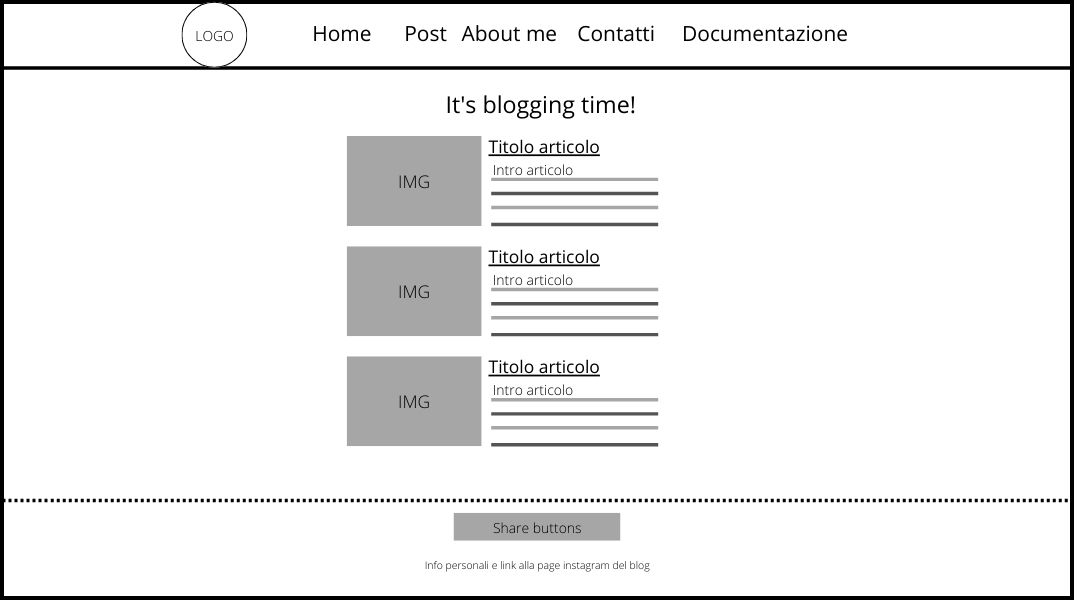 LOGO
Home Post About me Contatti Documentazione
It's blogging time!
IMG
Titolo articolo
Intro articolo
IMG
Titolo articolo
Intro articolo
IMG
Titolo articolo
Intro articolo
Share buttons
Info personali e link alla page instagram del blog